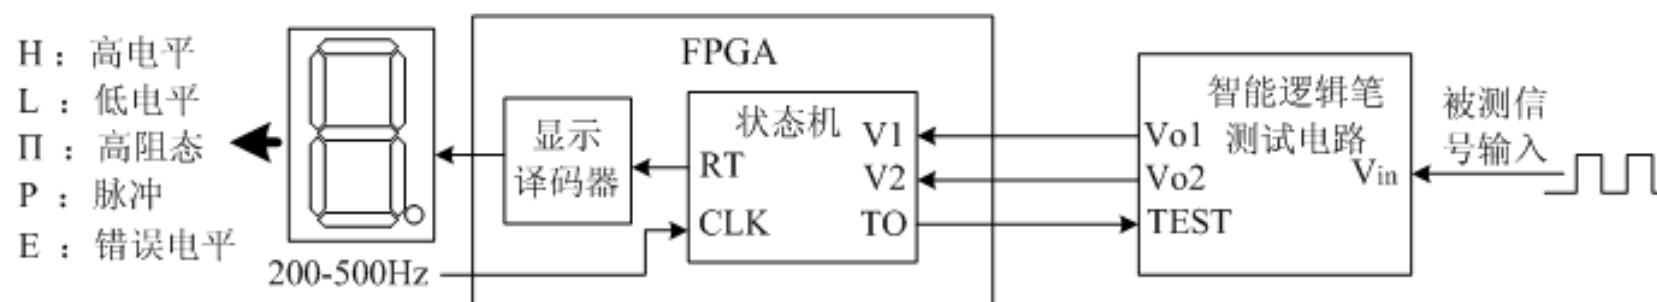 H：高电平
L：低电平
Π：高阻态
P：脉冲
E：错误电平
200-500Hz
FPGA
显示
译码器
状态机
RT
CLK
V1
V2
TO
智能逻辑笔
测试电路
Vo1
Vo2
TEST
Vin
被测信
号输入